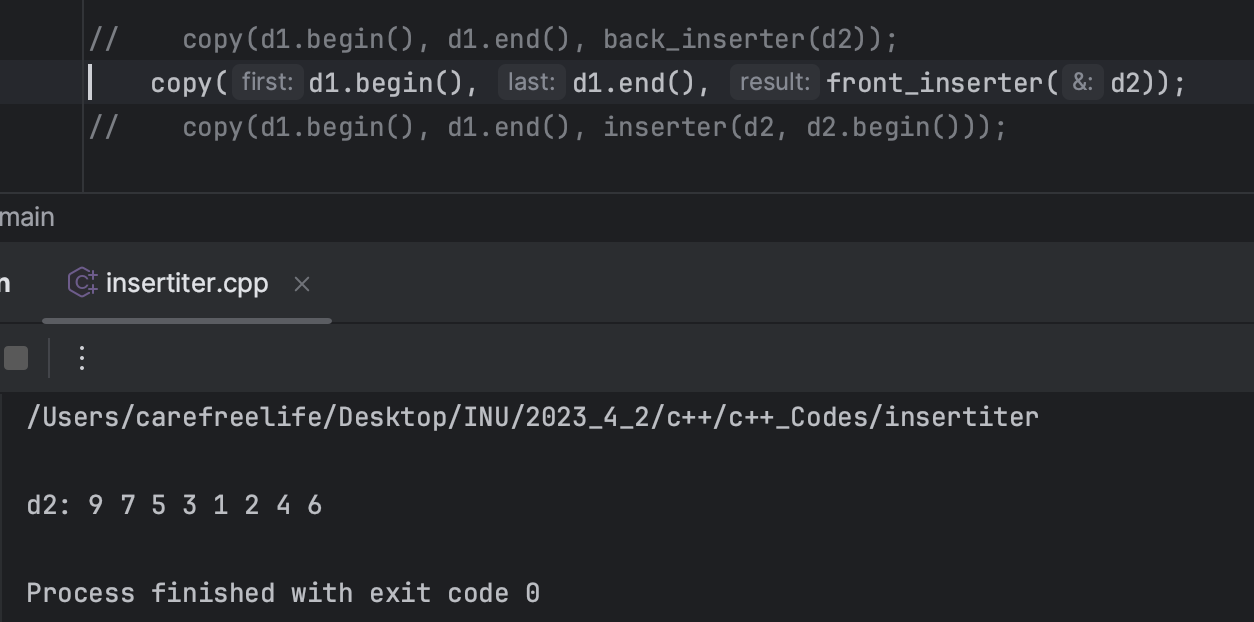 //    copy(d1.begin(), d1.end(), back_inserter(d2));
copy( first: d1.begin(), last: d1.end(), result: front_inserter( &: d2));
//    copy(d1.begin(), d1.end(), inserter(d2, d2.begin()));
main
n
insertiter.cpp ×
/Users/carefreelife/Desktop/INU/2023_4_2/c++/c++_Codes/insertiter
d2: 9 7 5 3 1 2 4 6
Process finished with exit code 0